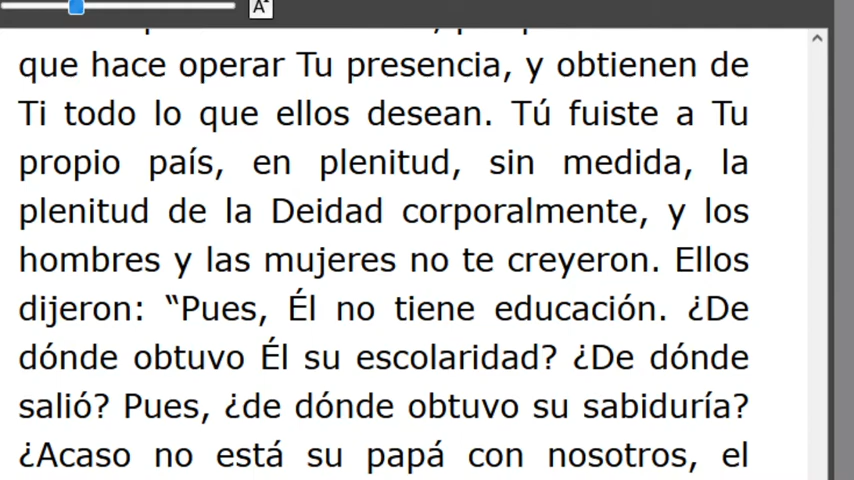 A
que hace operar Tu presencia, y obtienen de
Ti todo lo que ellos desean. Tú fuiste a Tu
propio país, en plenitud, sin medida, la
plenitud de la Deidad corporalmente, y los
hombres y las mujeres no te creyeron. Ellos
dijeron: “Pues, Él no tiene educación. ¿De
dónde obtuvo Él su escolaridad? ¿De dónde
salió? Pues, ¿de dónde obtuvo su sabiduría?
¿Acaso no está su papá con nosotros, el